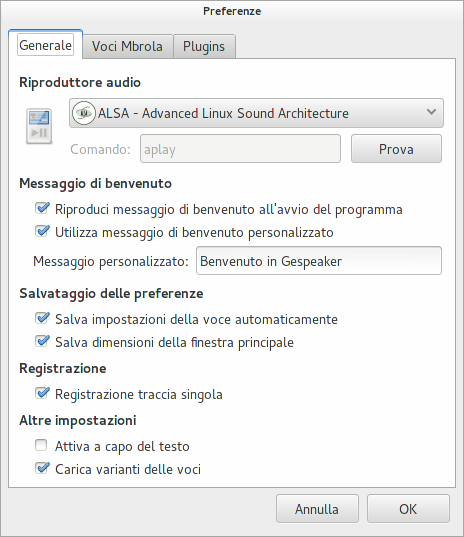 Preferenze
Generale Voci Mbrola Plugins
Riproduttore audio
ALSA - Advanced Linux Sound Architecture
Comando: aplay Prova
Messaggio di benvenuto
Riproduci messaggio di benvenuto all'avvio del programma
Utilizza messaggio di benvenuto personalizzato
Messaggio personalizzato: Benvenuto in Gespeaker
Salvataggio delle preferenze
Salva impostazioni della voce automaticamente
Salva dimensioni della finestra principale
Registrazione
Registrazione traccia singola
Altre impostazioni
Attiva a capo del testo
Carica varianti delle voci
Annulla OK